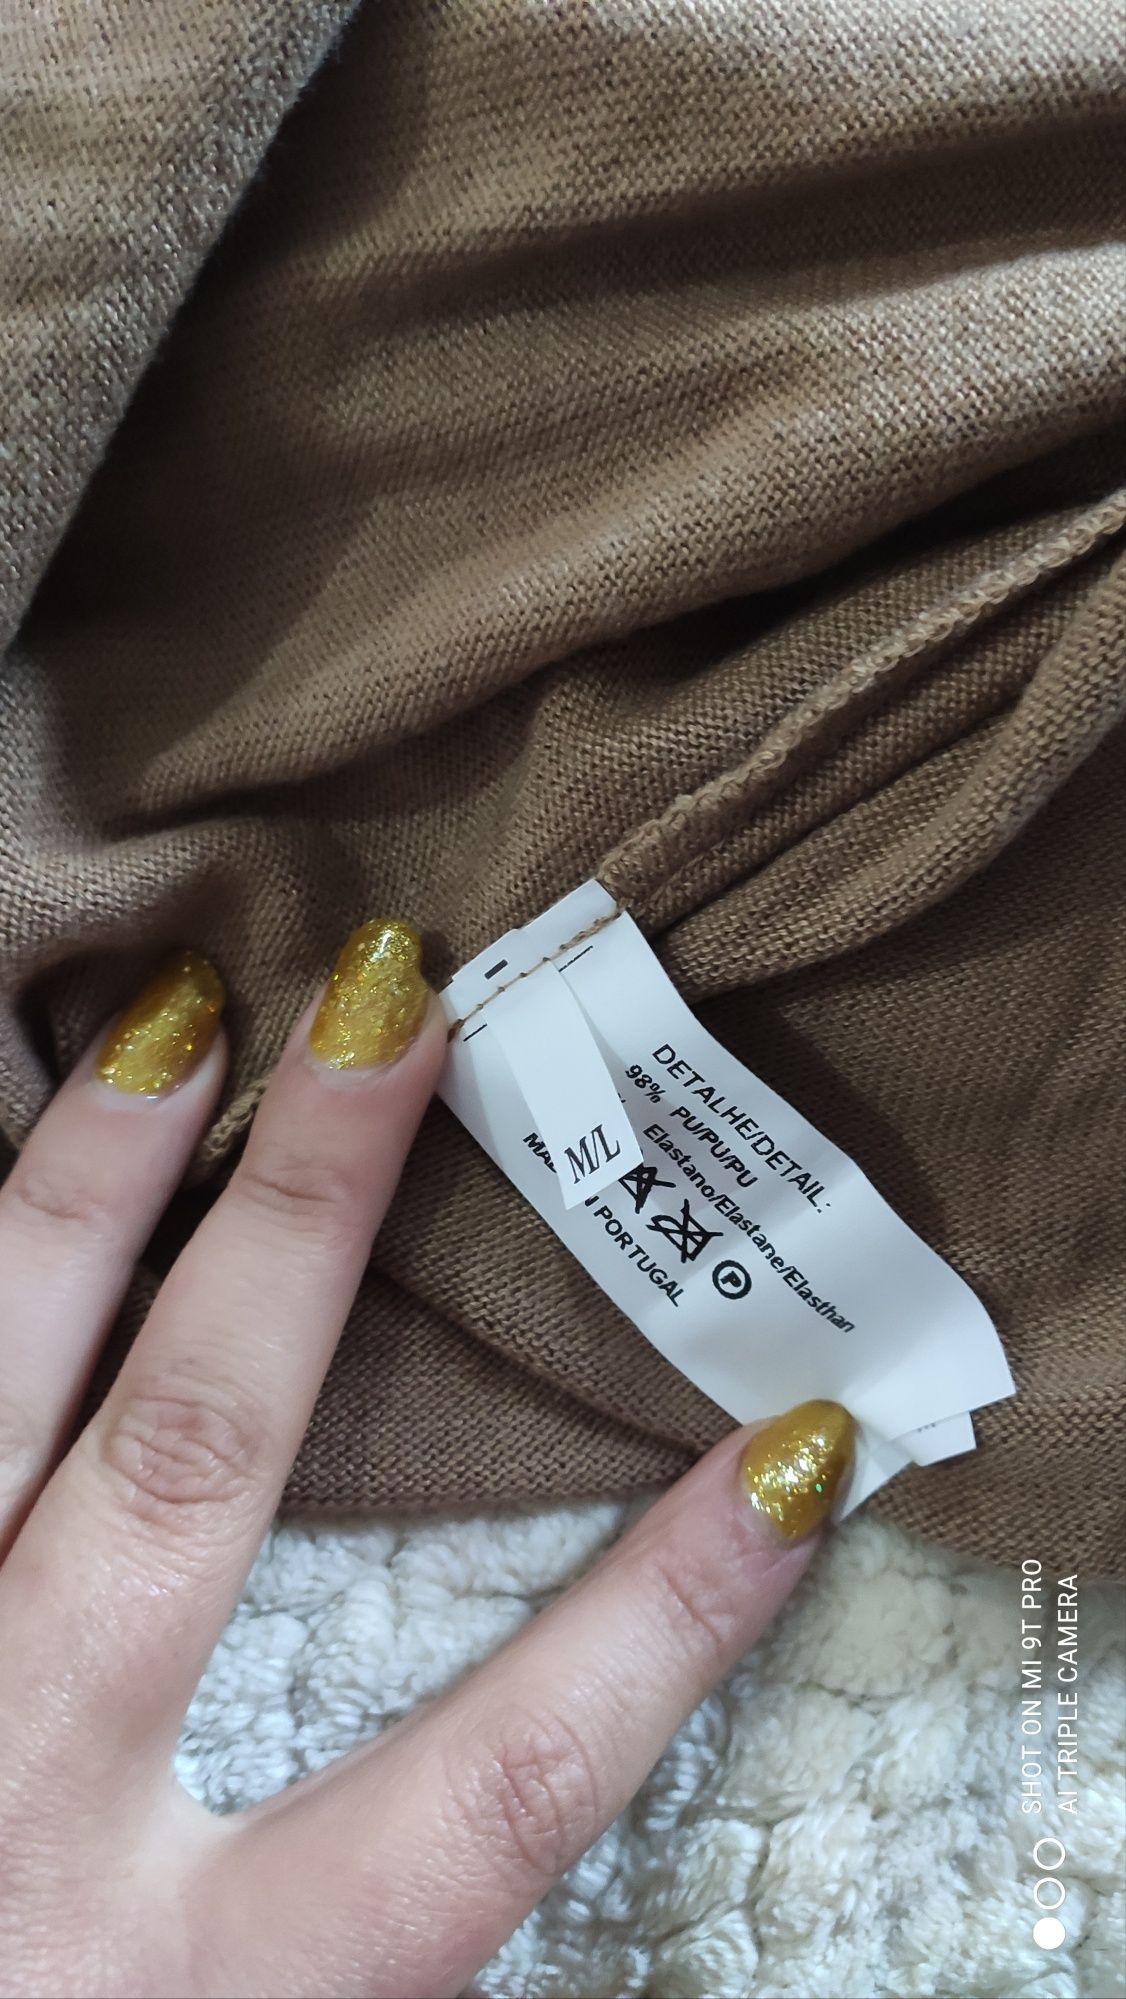 DETALHE/DETAIL:
98% PU/PU/PU
Elastano/Elastane/Elasthan
P
PORTUGAL
M/L
SHOT ON MI 9T PRO
AI TRIPLE CAMERA